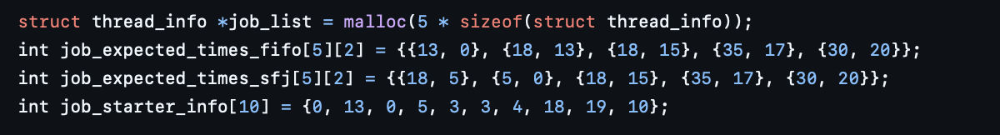 struct thread_info *job_list = malloc(5 * sizeof(struct thread_info));
int job_expected_times_fifo[5][2] = {{13, 0}, {18, 13}, {18, 15}, {35, 17}, {30, 20}};
int job_expected_times_sfj[5][2] = {{18, 5}, {5, 0}, {18, 15}, {35, 17}, {30, 20}};
int job_starter_info[10] = {0, 13, 0, 5, 3, 3, 4, 18, 19, 10};